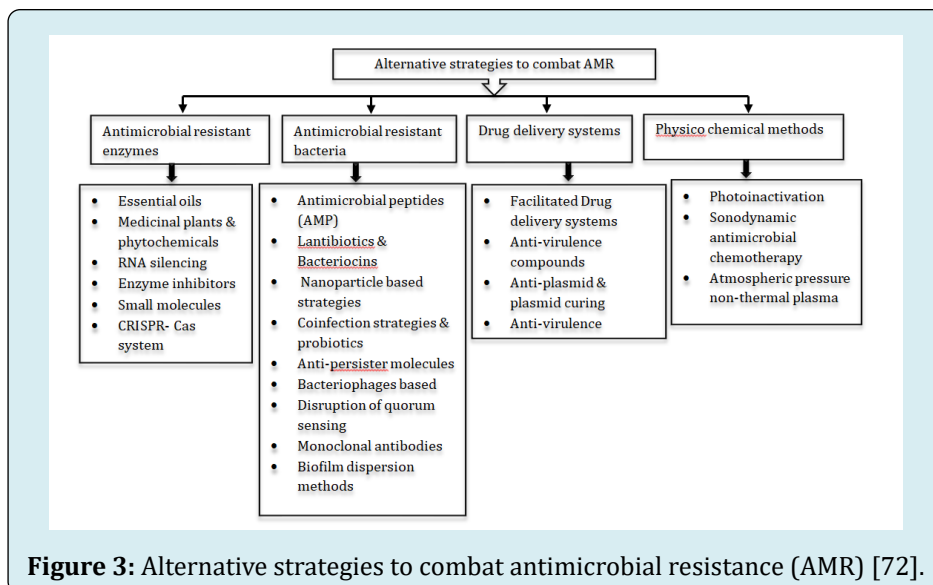 Alternative strategies to combat AMR
Antimicrobial resistant
enzymes
Antimicrobial resistant
bacteria
Drug delivery systems
Physico chemical methods
• Essential oils
• Medicinal plants &
phytochemicals
• RNA silencing
• Enzyme inhibitors
• Small molecules
• CRISPR- Cas
system
• Antimicrobial peptides
(AMP)
• Lantibiotics &
Bacteriocins
• Nanoparticle based
strategies
• Coinfection strategies &
probiotics
• Anti-persister molecules
• Bacteriophages based
• Disruption of quorum
sensing
• Monoclonal antibodies
• Biofilm dispersion
methods
• Facilitated Drug
delivery systems
• Anti-virulence
compounds
• Anti-plasmid &
plasmid curing
• Anti-virulence
• Photoinactivation
• Sonodynamic
antimicrobial
chemotherapy
• Atmospheric pressure
non-thermal plasma
Figure 3: Alternative strategies to combat antimicrobial resistance (AMR) [72].